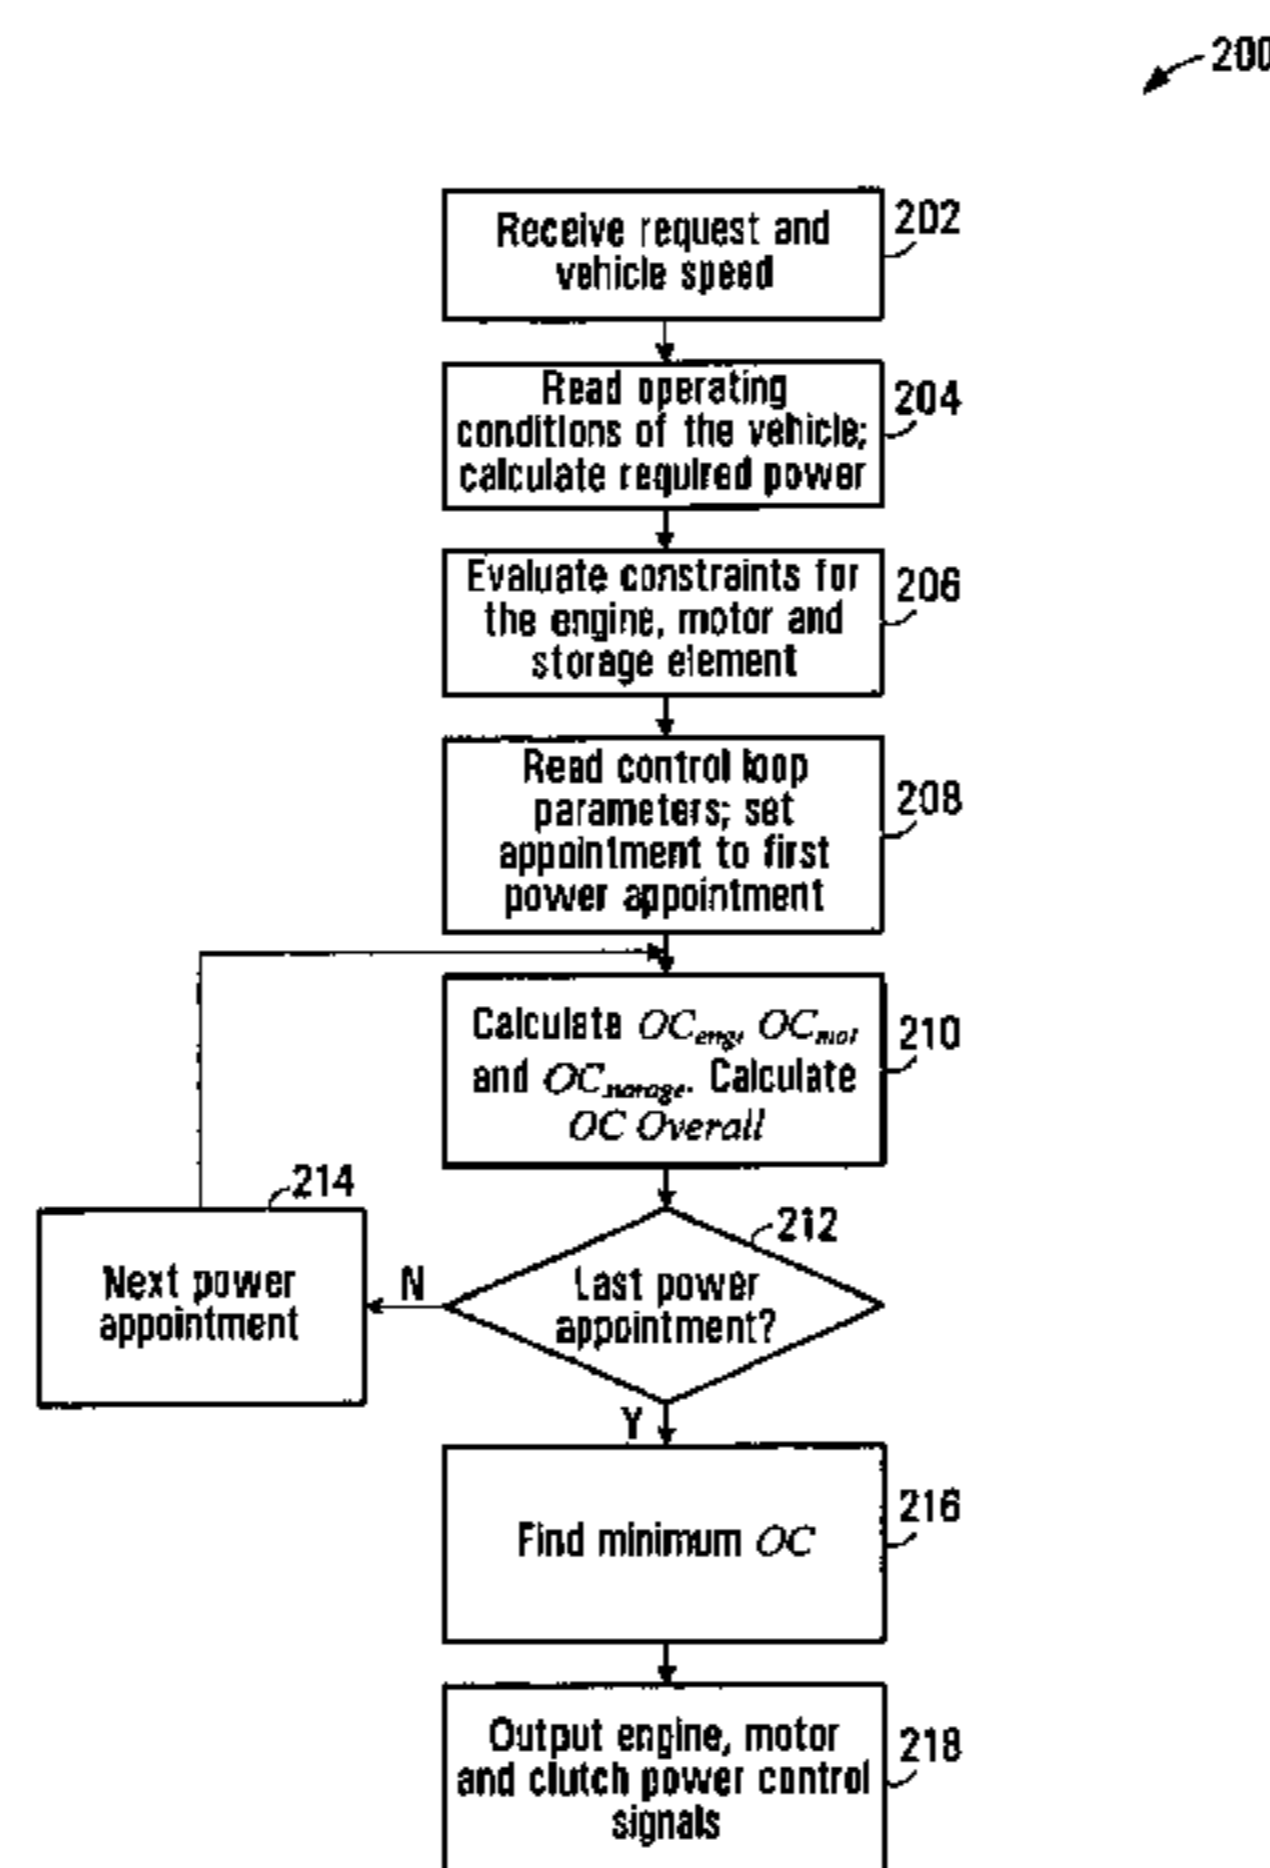 200
Receive request and
vehicle speed
202
Read operating
conditions of the vehicle;
calculate required power
204
Evaluate constraints for
the engine, motor and
storage element
206
Read control loop
parameters; set
appointment to first
power appointment
208
Calculate OCeng, OCmot
and OCstorage. Calculate
OC Overall
210
214
Next power
appointment
N
212
Last power
appointment?
Y
Find minimum OC
216
Output engine, motor
and clutch power control
signals
218